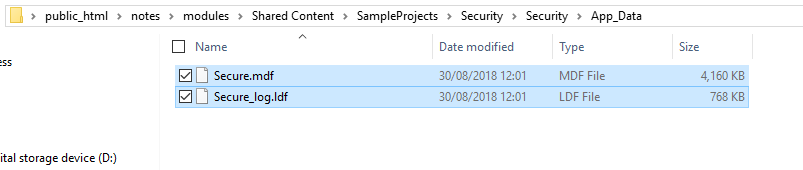 public_html > notes > modules > Shared Content > SampleProjects > Security > Security > App_Data
Name Date modified Type Size
Secure.mdf 30/08/2018 12:01 MDF File 4,160 KB
Secure_log.ldf 30/08/2018 12:01 LDF File 768 KB
ess
ital storage device (D:)